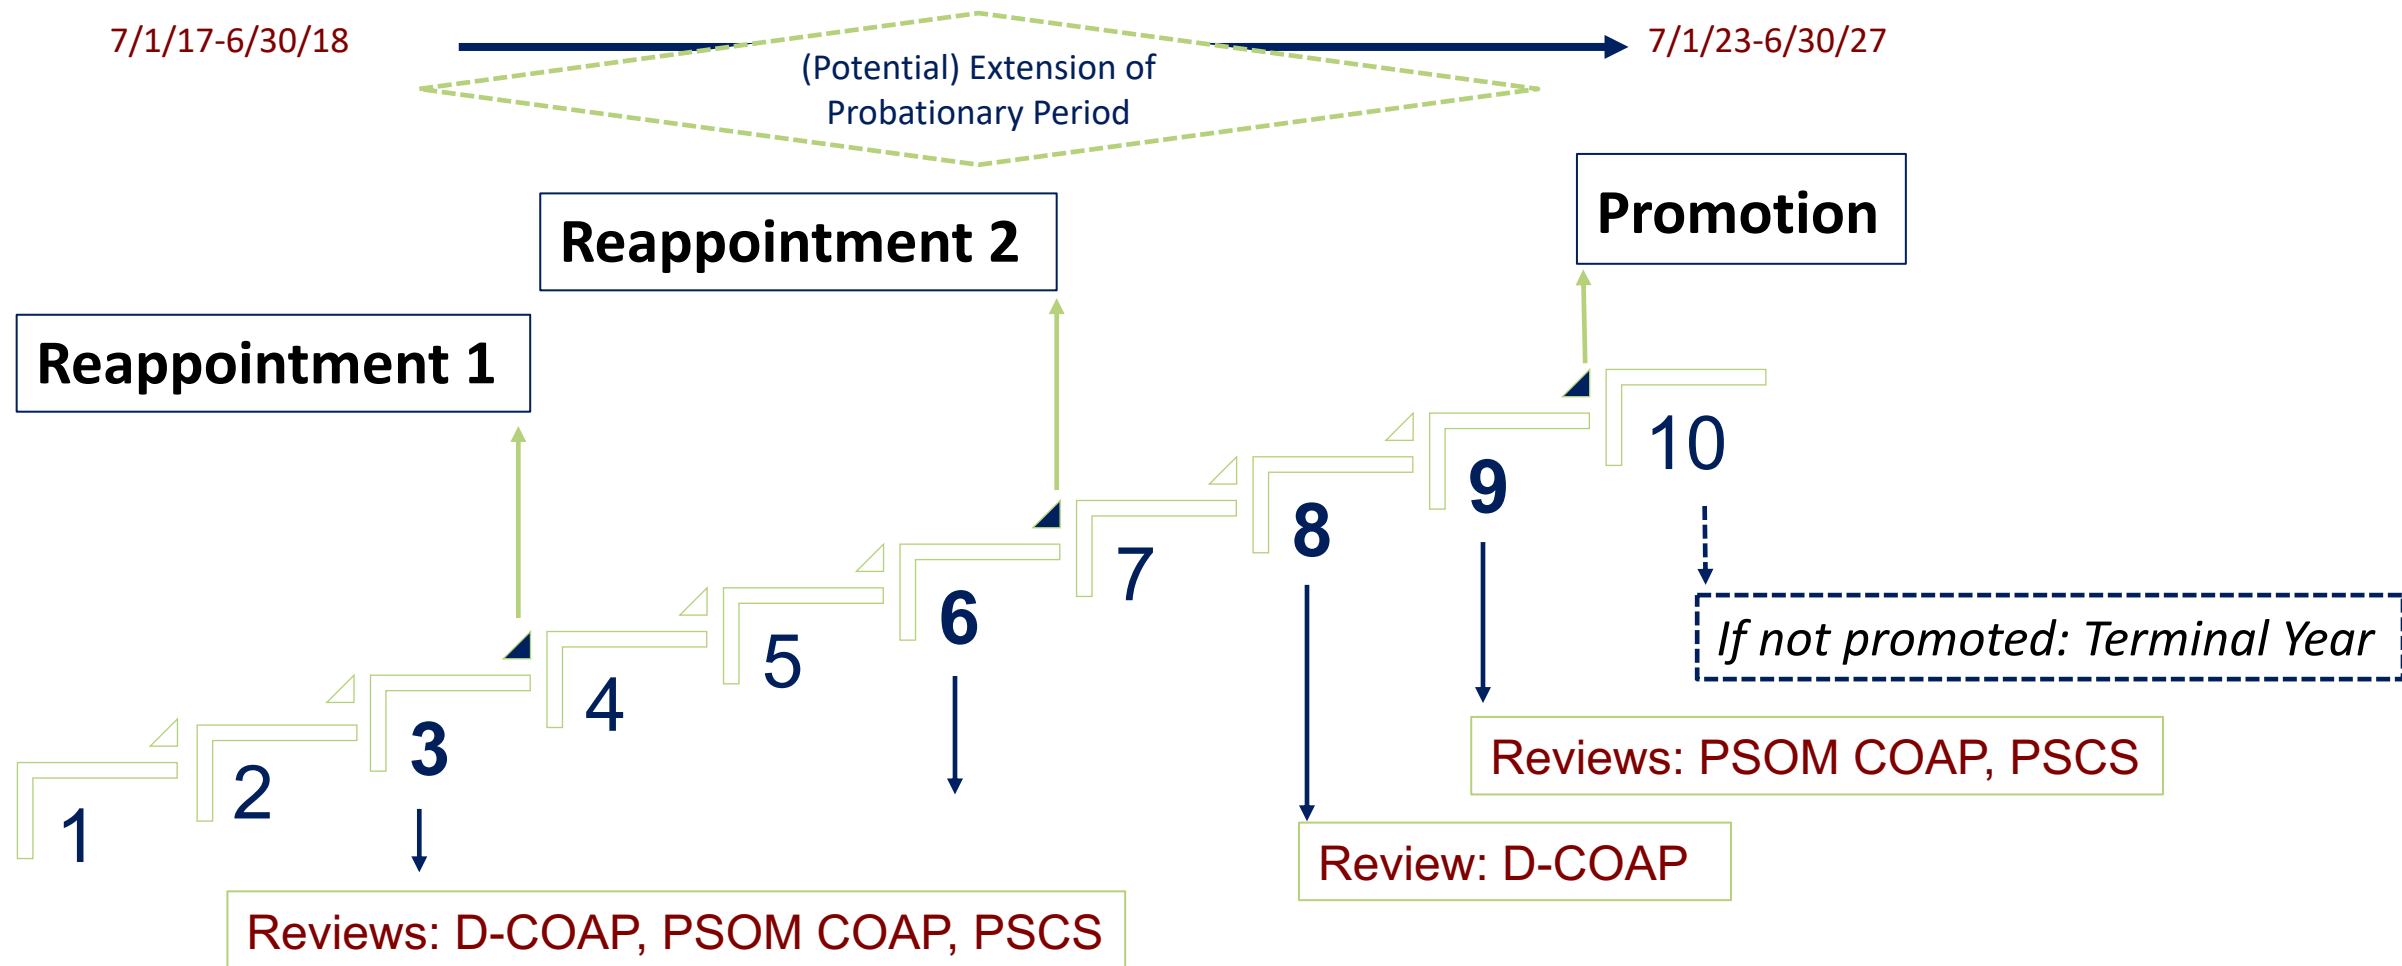 7/1/17-6/30/18
7/1/23-6/30/27
(Potential) Extension of
Probationary Period
Promotion
Reappointment 2
Reappointment 1
10
9
8
7
6
5
4
3
2
1
If not promoted: Terminal Year
Reviews: PSOM COAP, PSCS
Review: D-COAP
Reviews: D-COAP, PSOM COAP, PSCS